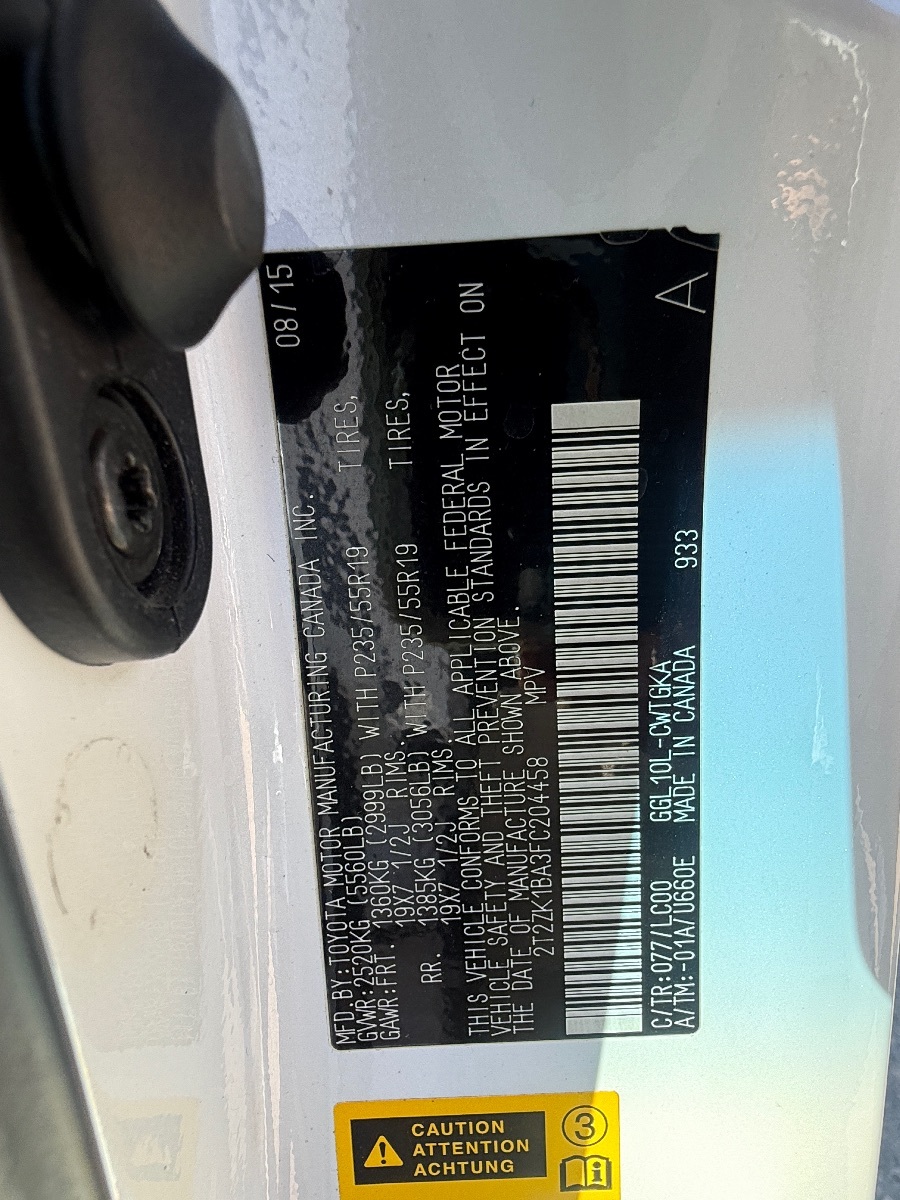 MFD BY:TOYOTA MOTOR MANUFACTURING CANADA INC. 08/15
GVWR:2520KG (5560LB)
GAWR:FRT. 1360KG (2999LB) WITH P235/55R19 TIRES,
19X7 1/2J RIMS.
RR. 1385KG (3056LB) WITH P235/55R19 TIRES,
19X7 1/2J RIMS.
THIS VEHICLE CONFORMS TO ALL APPLICABLE FEDERAL MOTOR
VEHICLE SAFETY AND THEFT PREVENTION STANDARDS IN EFFECT ON
THE DATE OF MANUFACTURE SHOWN ABOVE.
2T2ZK1BA3FC204458 MPV
C/TR:077/LC00 GGL10L-CWTGKA
A/TM:-01A/U660E MADE IN CANADA 933
A
CAUTION
ATTENTION
ACHTUNG
3
i